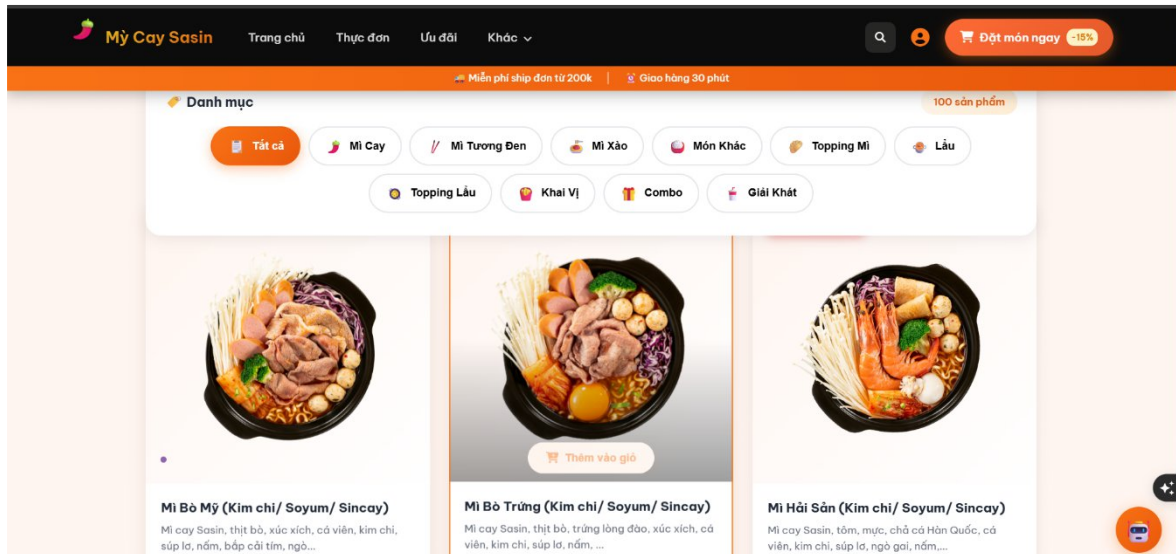 Mỳ Cay Sasin Trang chủ Thực đơn Ưu đãi Khác Đặt món ngay -15%
Miễn phí ship đơn từ 200k | Giao hàng 30 phút
Danh mục 100 sản phẩm
Tất cả Mì Cay Mì Tương Đen Mì Xào Món Khác Topping Mì Lẩu
Topping Lẩu Khai Vị Combo Giải Khát
Thêm vào giỏ
Mì Bò Mỹ (Kim chi/ Soyum/ Sincay)
Mì cay Sasin, thịt bò, xúc xích, cá viên, kim chi,
súp lơ, nấm, bắp cải tím, ngò...
Mì Bò Trứng (Kim chi/ Soyum/ Sincay)
Mì cay Sasin, thịt bò, trứng lòng đào, xúc xích, cá
viên, kim chi, súp lơ, nấm, ...
Mì Hải Sản (Kim chi/ Soyum/ Sincay)
Mì cay Sasin, tôm, mực, chả cá Hàn Quốc, cá
viên, kim chi, súp lơ, ngò gai, nấm,...